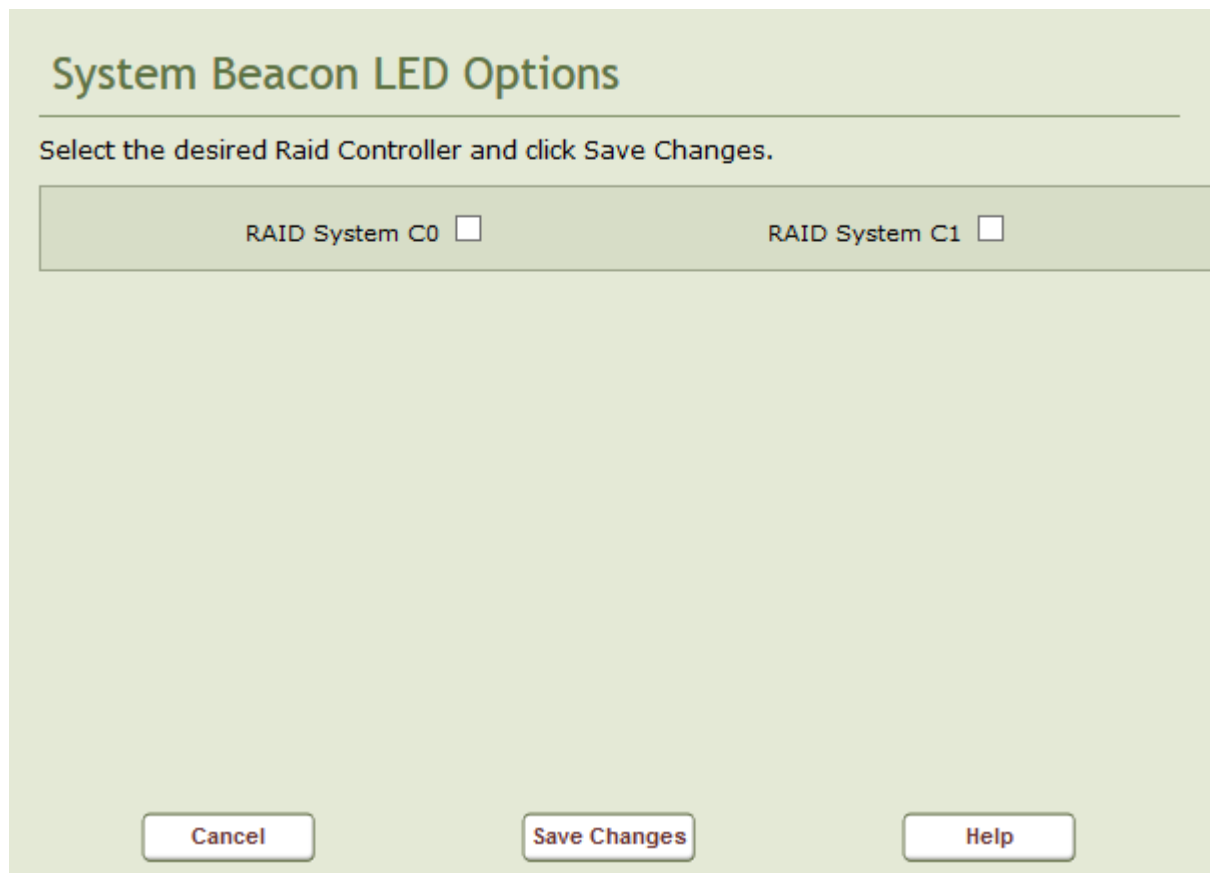 System Beacon LED Options
Select the desired Raid Controller and click Save Changes.
RAID System C0 RAID System C1
Cancel Save Changes Help